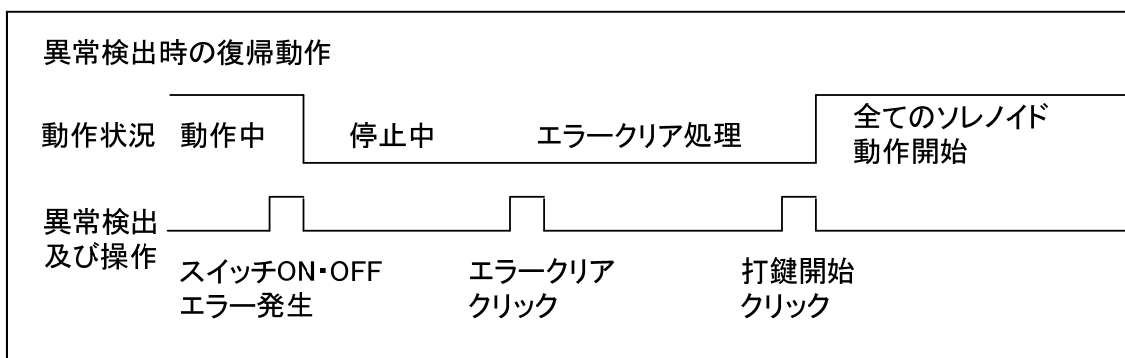 異常検出時の復帰動作
動作状況
動作中
停止中
エラークリア処理
全てのソレノイド
動作開始
異常検出
及び操作
スイッチON・OFF
エラー発生
エラークリア
クリック
打鍵開始
クリック